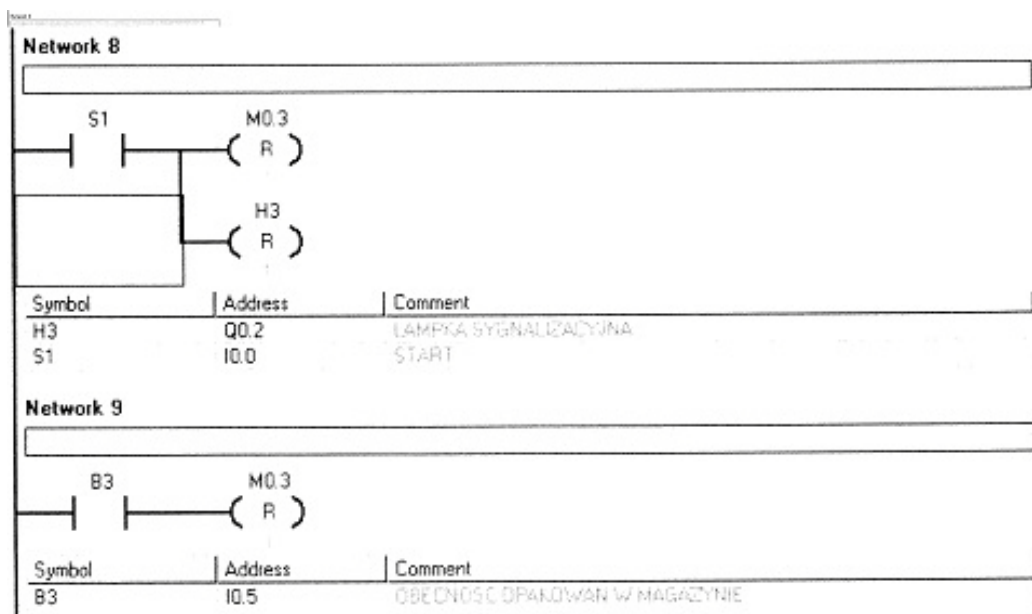 Network 8
S1 M0.3
( R )
H3
( R )
Symbol Address Comment
H3 Q0.2 LAMPKA SYGNALIZACYJNA
S1 I0.0 START
Network 9
B3 M0.3
( R )
Symbol Address Comment
B3 I0.5 OBECNOSC OPAKOWAN W MAGAZYNIE